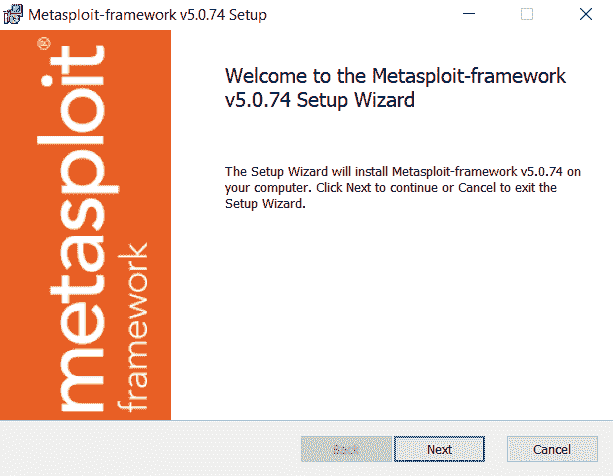 Metasploit-framework v5.0.74 Setup
metasploit®
framework
Welcome to the Metasploit-framework
v5.0.74 Setup Wizard
The Setup Wizard will install Metasploit-framework v5.0.74 on
your computer. Click Next to continue or Cancel to exit the
Setup Wizard.
Back
Next
Cancel